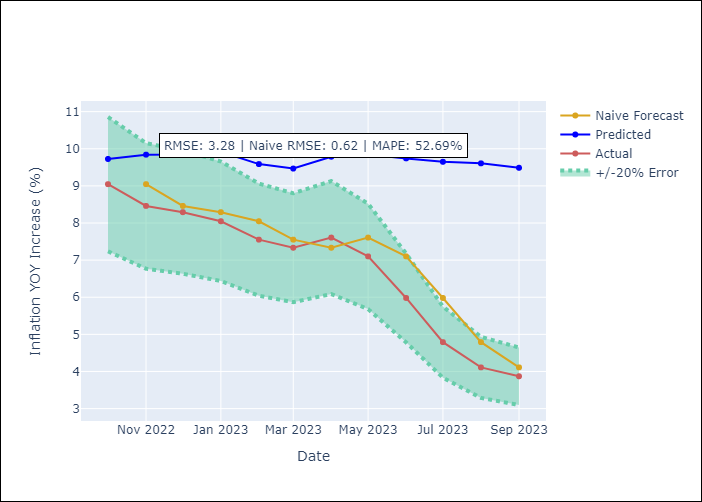 RMSE: 3.28 | Naive RMSE: 0.62 | MAPE: 52.69%
Naive Forecast
Predicted
Actual
+/-20% Error
Inflation YOY Increase (%)
11
10
9
8
7
6
5
4
3
Nov 2022 Jan 2023 Mar 2023 May 2023 Jul 2023 Sep 2023
Date